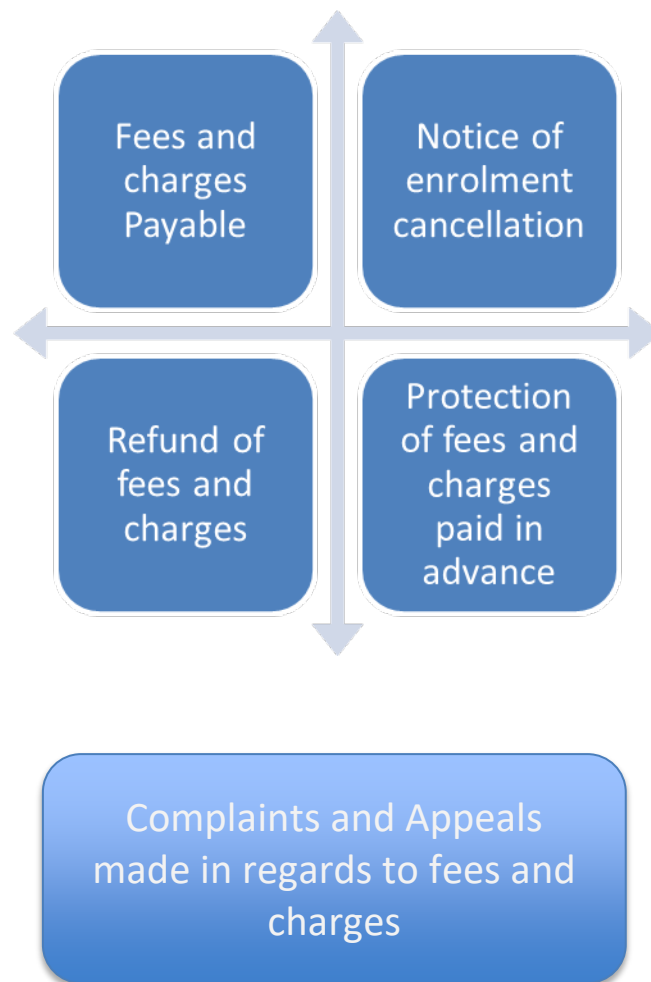 Fees and
charges
Payable
Notice of
enrolment
cancellation
Refund of
fees and
charges
Protection
of fees and
charges
paid in
advance
Complaints and Appeals
made in regards to fees and
charges